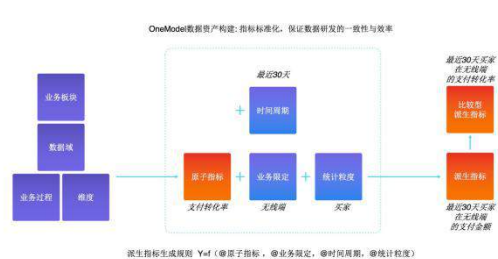 OneModel数据资产构建: 指标标准化，保证数据研发的一致性与效率
最近30天
时间周期
业务板块
数据域
业务过程
维度
原子指标
业务限定
统计粒度
支付转化率
无线端
买家
最近30天买家
在无线端
的支付转化率
比较型
派生指标
派生指标
最近30天买家
在无线端
的支付金额
+
+
+
派生指标生成规则 Y=f（@原子指标 ，@业务限定，@时间周期，@统计粒度）